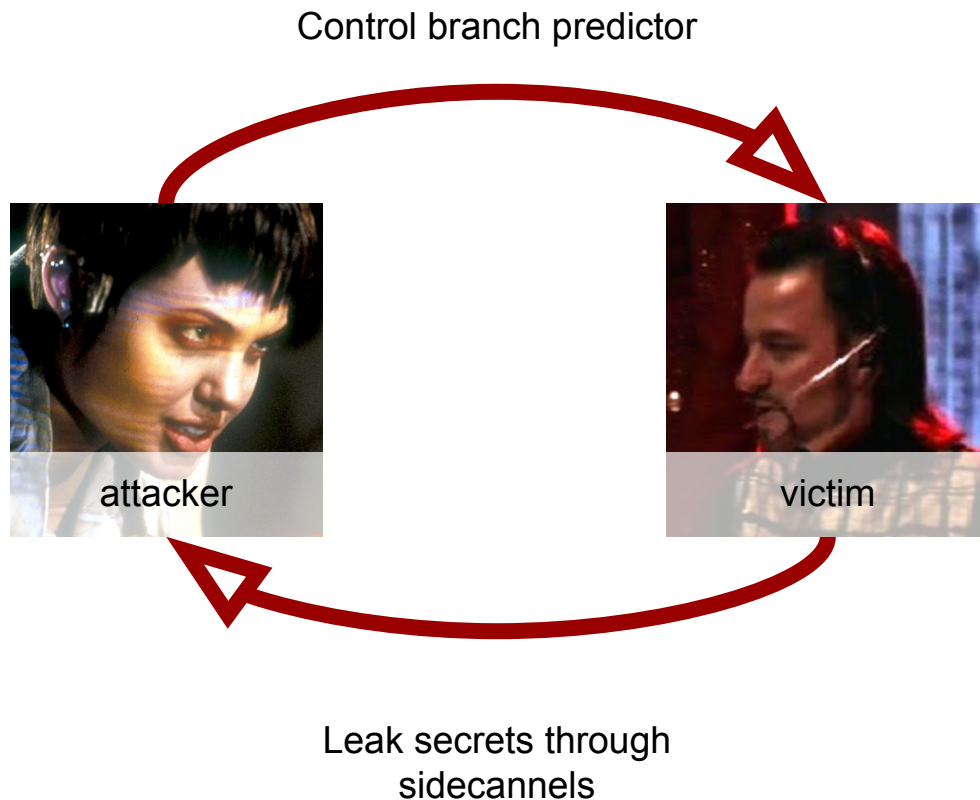 Control branch predictor
attacker
victim
Leak secrets through
sidecannels